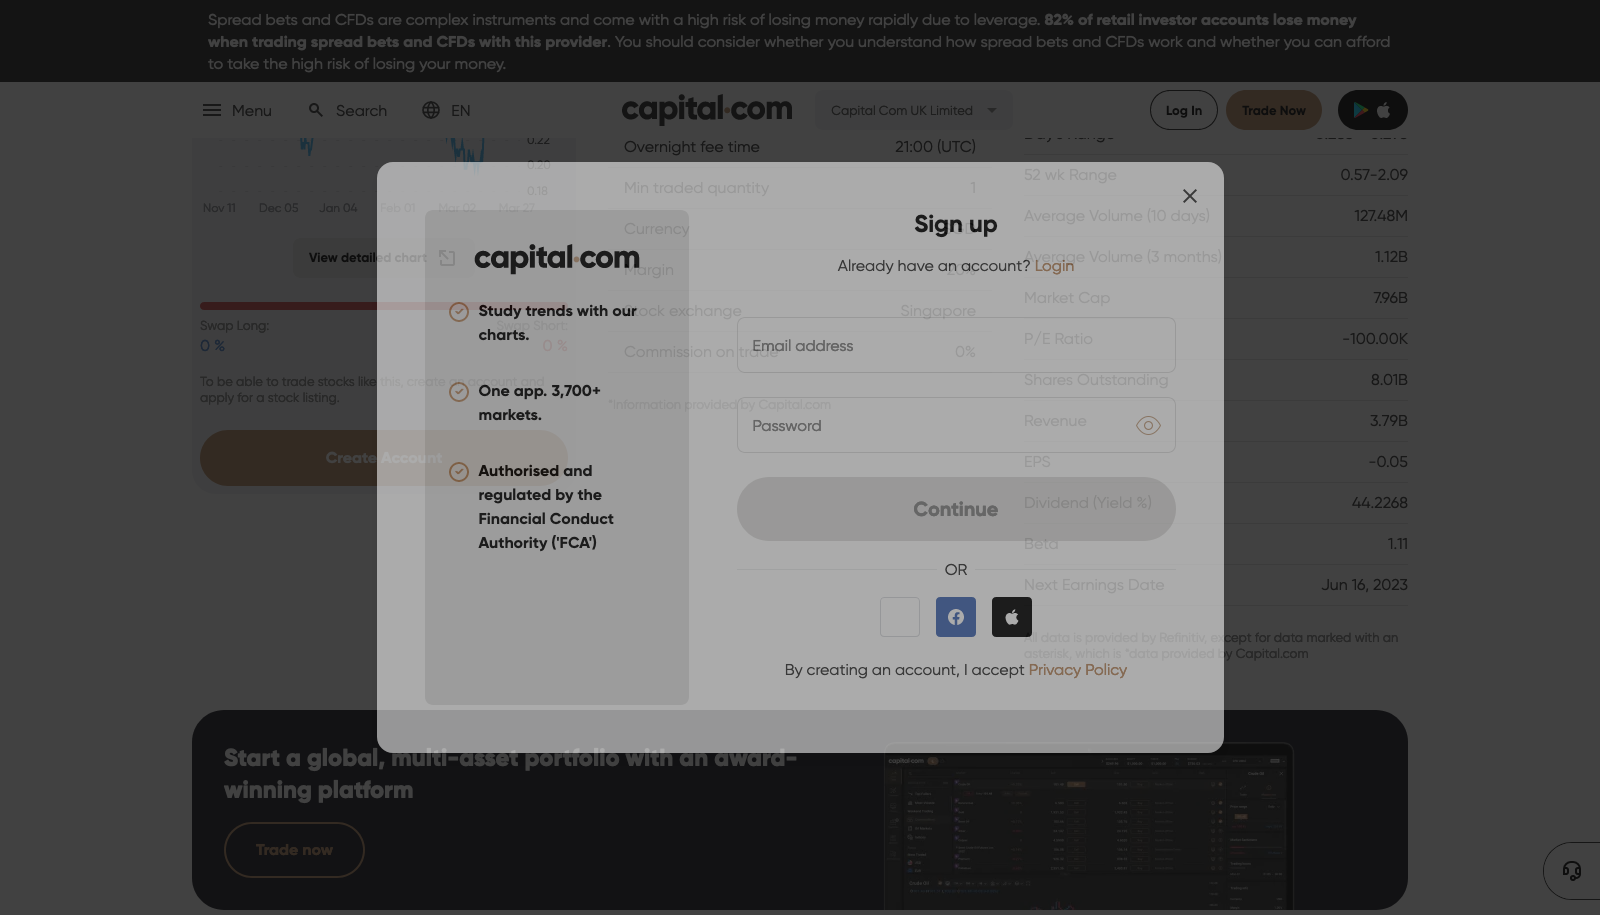 Spread bets and CFDs are complex instruments and come with a high risk of losing money rapidly due to leverage. 82% of retail investor accounts lose money
when trading spread bets and CFDs with this provider. You should consider whether you understand how spread bets and CFDs work and whether you can afford
to take the high risk of losing your money.
Menu
Search
EN
capital.com
Capital Com UK Limited
Log In
Trade Now
0.22
0.20
0.18
Nov 11
Dec 05
Jan 04
Feb 01
Mar 02
Mar 27
View detailed chart
Swap Long:
0 %
Swap Short:
0 %
To be able to trade stocks like this, create an account and
apply for a stock listing.
Create Account
Overnight fee time
21:00 (UTC)
Min traded quantity
1
Currency
Margin
Stock exchange
Singapore
Commission on trade
0%
*Information provided by Capital.com
Days Range
52 wk Range
0.57-2.09
Average Volume (10 days)
127.48M
Average Volume (3 months)
1.12B
Market Cap
7.96B
P/E Ratio
-100.00K
Shares Outstanding
8.01B
Revenue
3.79B
EPS
-0.05
Dividend (Yield %)
44.2268
Beta
1.11
Next Earnings Date
Jun 16, 2023
All data is provided by Refinitiv, except for data marked with an
asterisk, which is *data provided by Capital.com
capital.com
Study trends with our
charts.
One app. 3,700+
markets.
Authorised and
regulated by the
Financial Conduct
Authority ('FCA')
Sign up
Already have an account? Login
Email address
Password
Continue
OR
By creating an account, I accept Privacy Policy
Start a global, multi-asset portfolio with an award-
winning platform
Trade now
capital.com